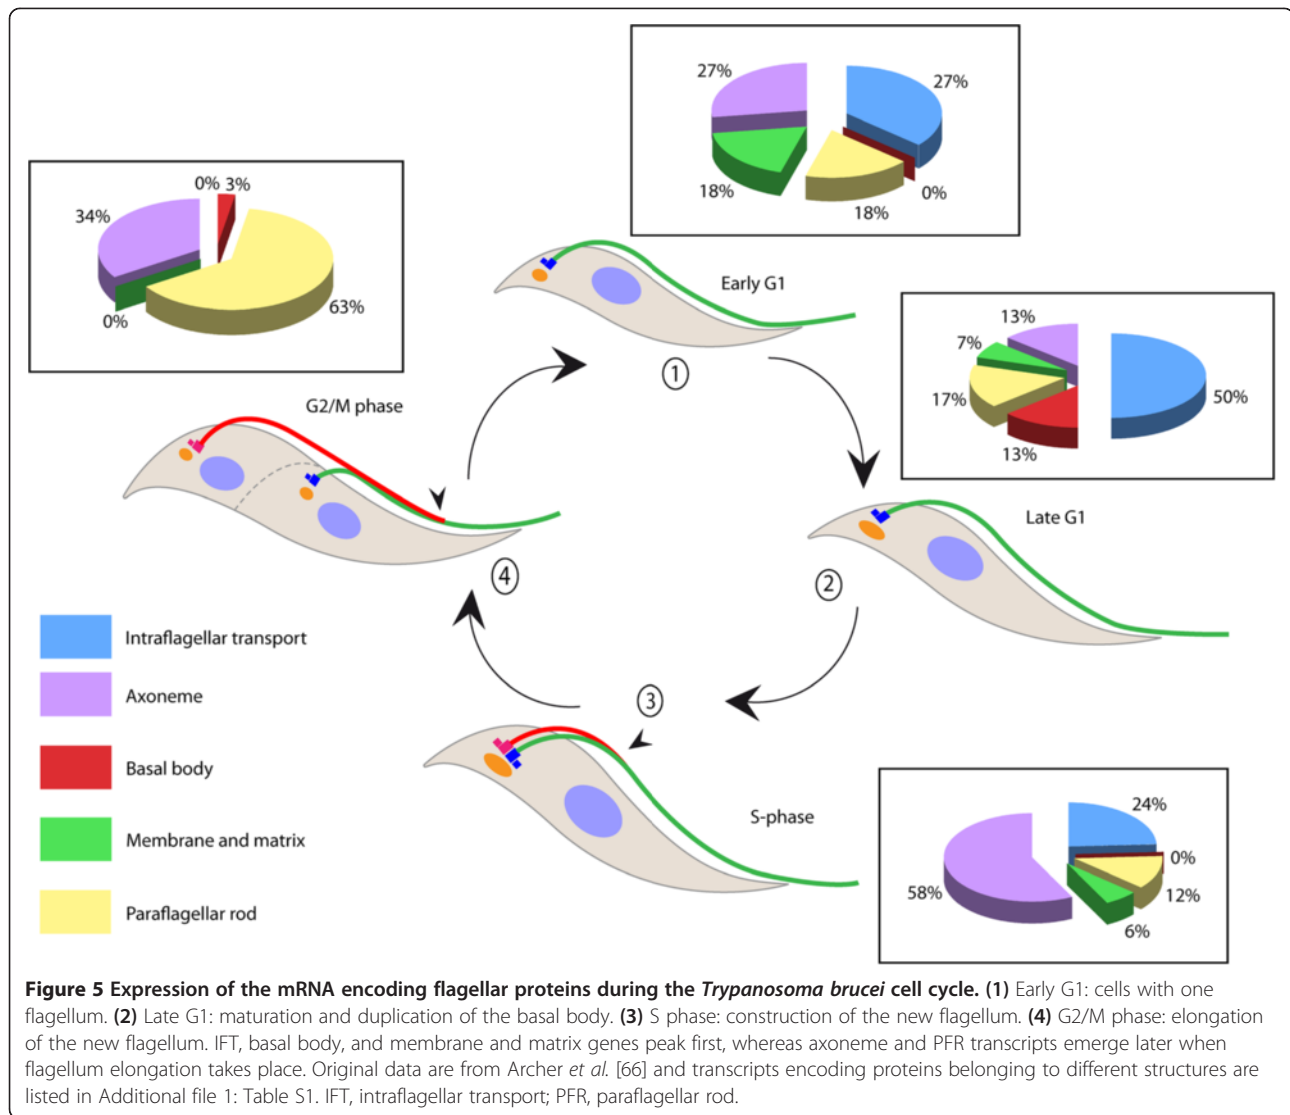 27%
27%
18%
18%
0%
Early G1
1
0%
3%
34%
0%
63%
G2/M phase
4
13%
7%
17%
13%
50%
Late G1
2
3
S-phase
24%
0%
12%
6%
58%
Intraflagellar transport
Axoneme
Basal body
Membrane and matrix
Paraflagellar rod
Figure 5 Expression of the mRNA encoding flagellar proteins during the Trypanosoma brucei cell cycle. (1) Early G1: cells with one
flagellum. (2) Late G1: maturation and duplication of the basal body. (3) S phase: construction of the new flagellum. (4) G2/M phase: elongation
of the new flagellum. IFT, basal body, and membrane and matrix genes peak first, whereas axoneme and PFR transcripts emerge later when
flagellum elongation takes place. Original data are from Archer et al. [66] and transcripts encoding proteins belonging to different structures are
listed in Additional file 1: Table S1. IFT, intraflagellar transport; PFR, paraflagellar rod.